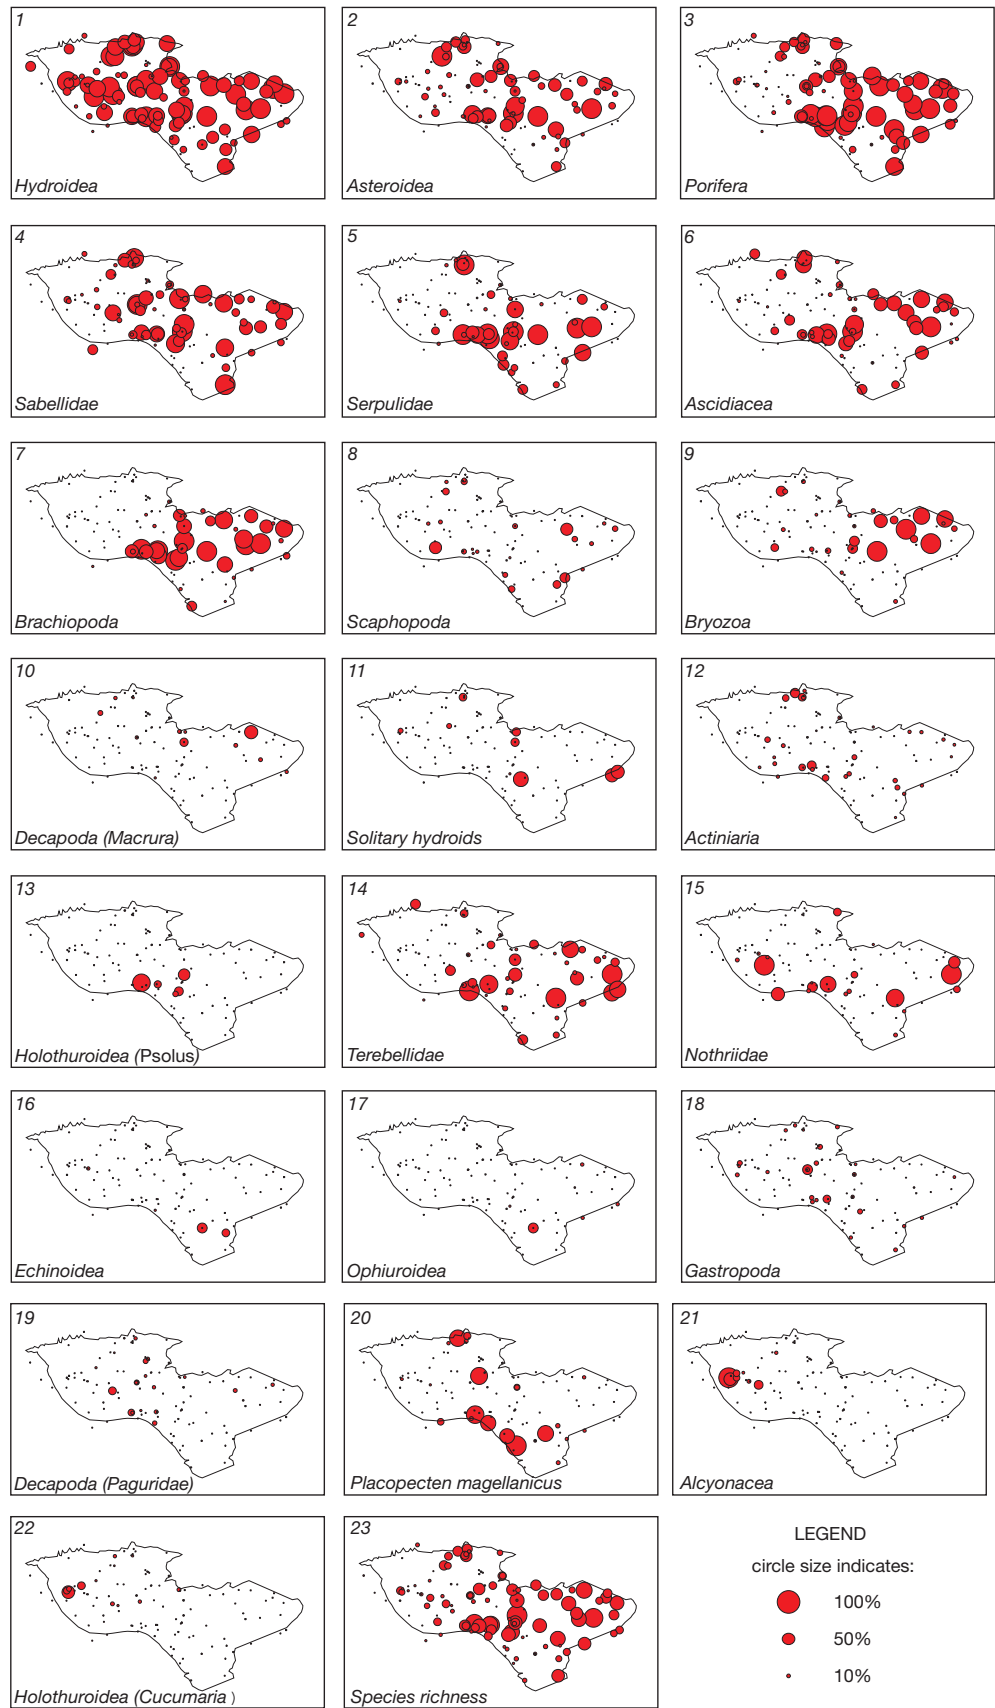 1
Hydroidea
2
Asteroidea
3
Porifera
4
Sabellidae
5
Serpulidae
6
Ascidiacea
7
Brachiopoda
8
Scaphopoda
9
Bryozoa
10
Decapoda (Macrura)
11
Solitary hydroids
12
Actiniaria
13
Holothuroidea (Psolus)
14
Terebellidae
15
Nothriidae
16
Echinoidea
17
Ophiuroidea
18
Gastropoda
19
Decapoda (Paguridae)
20
Placopecten magellanicus
21
Alcyonacea
22
Holothuroidea (Cucumaria )
23
Species richness
LEGEND
circle size indicates:
100%
50%
10%